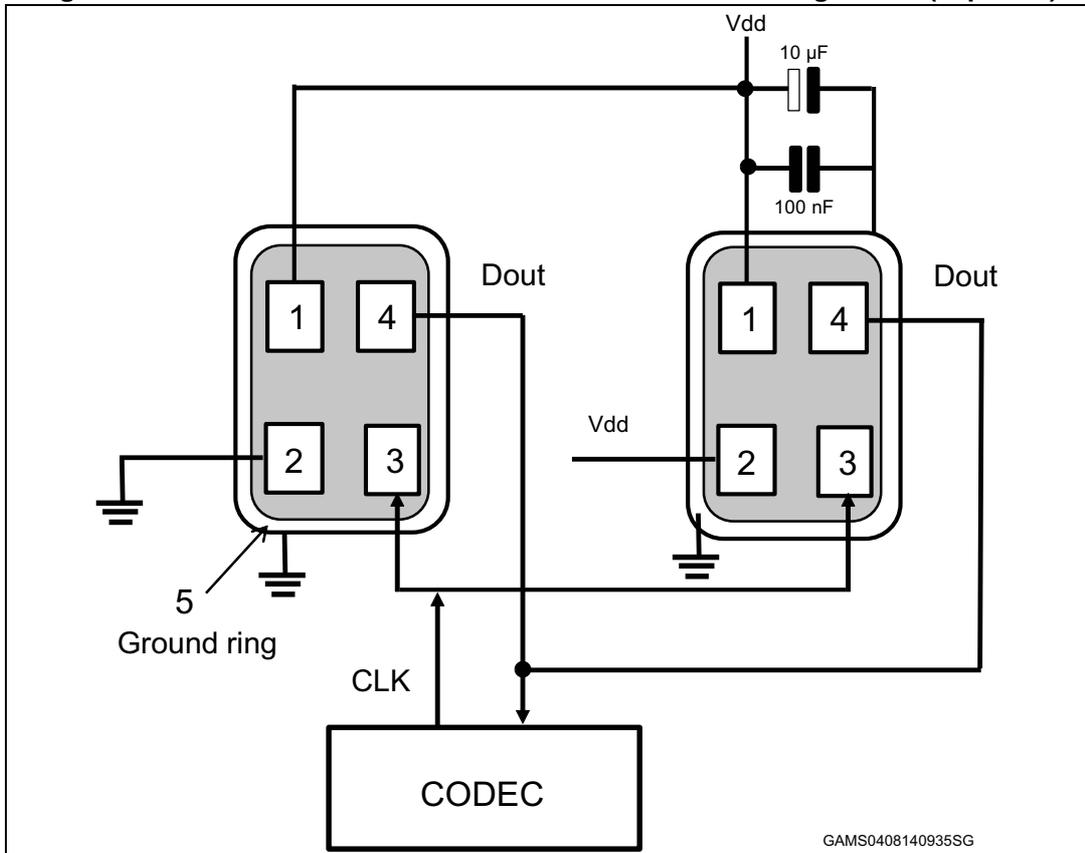 Vdd
10 µF
100 nF
Dout
Dout
1
4
1
4
Vdd
2
3
2
3
5
Ground ring
CLK
CODEC
GAMS0408140935SG